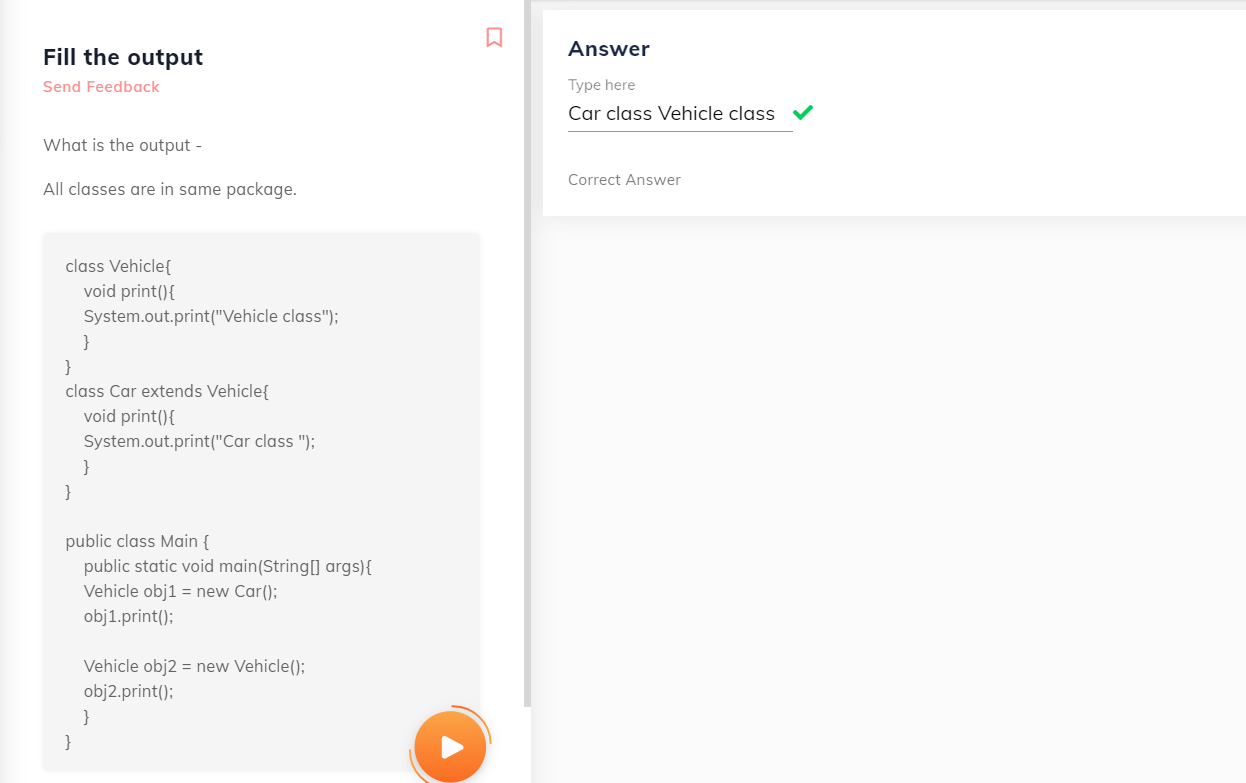 Fill the output
Send Feedback
What is the output -
All classes are in same package.
class Vehicle{
void print(){
System.out.print("Vehicle class");
}
}
class Car extends Vehicle{
void print(){
System.out.print("Car class ");
}
}
public class Main {
public static void main(String[] args){
Vehicle obj1 = new Car();
obj1.print();
Vehicle obj2 = new Vehicle();
obj2.print();
}
}
Answer
Type here
Car class Vehicle class
Correct Answer